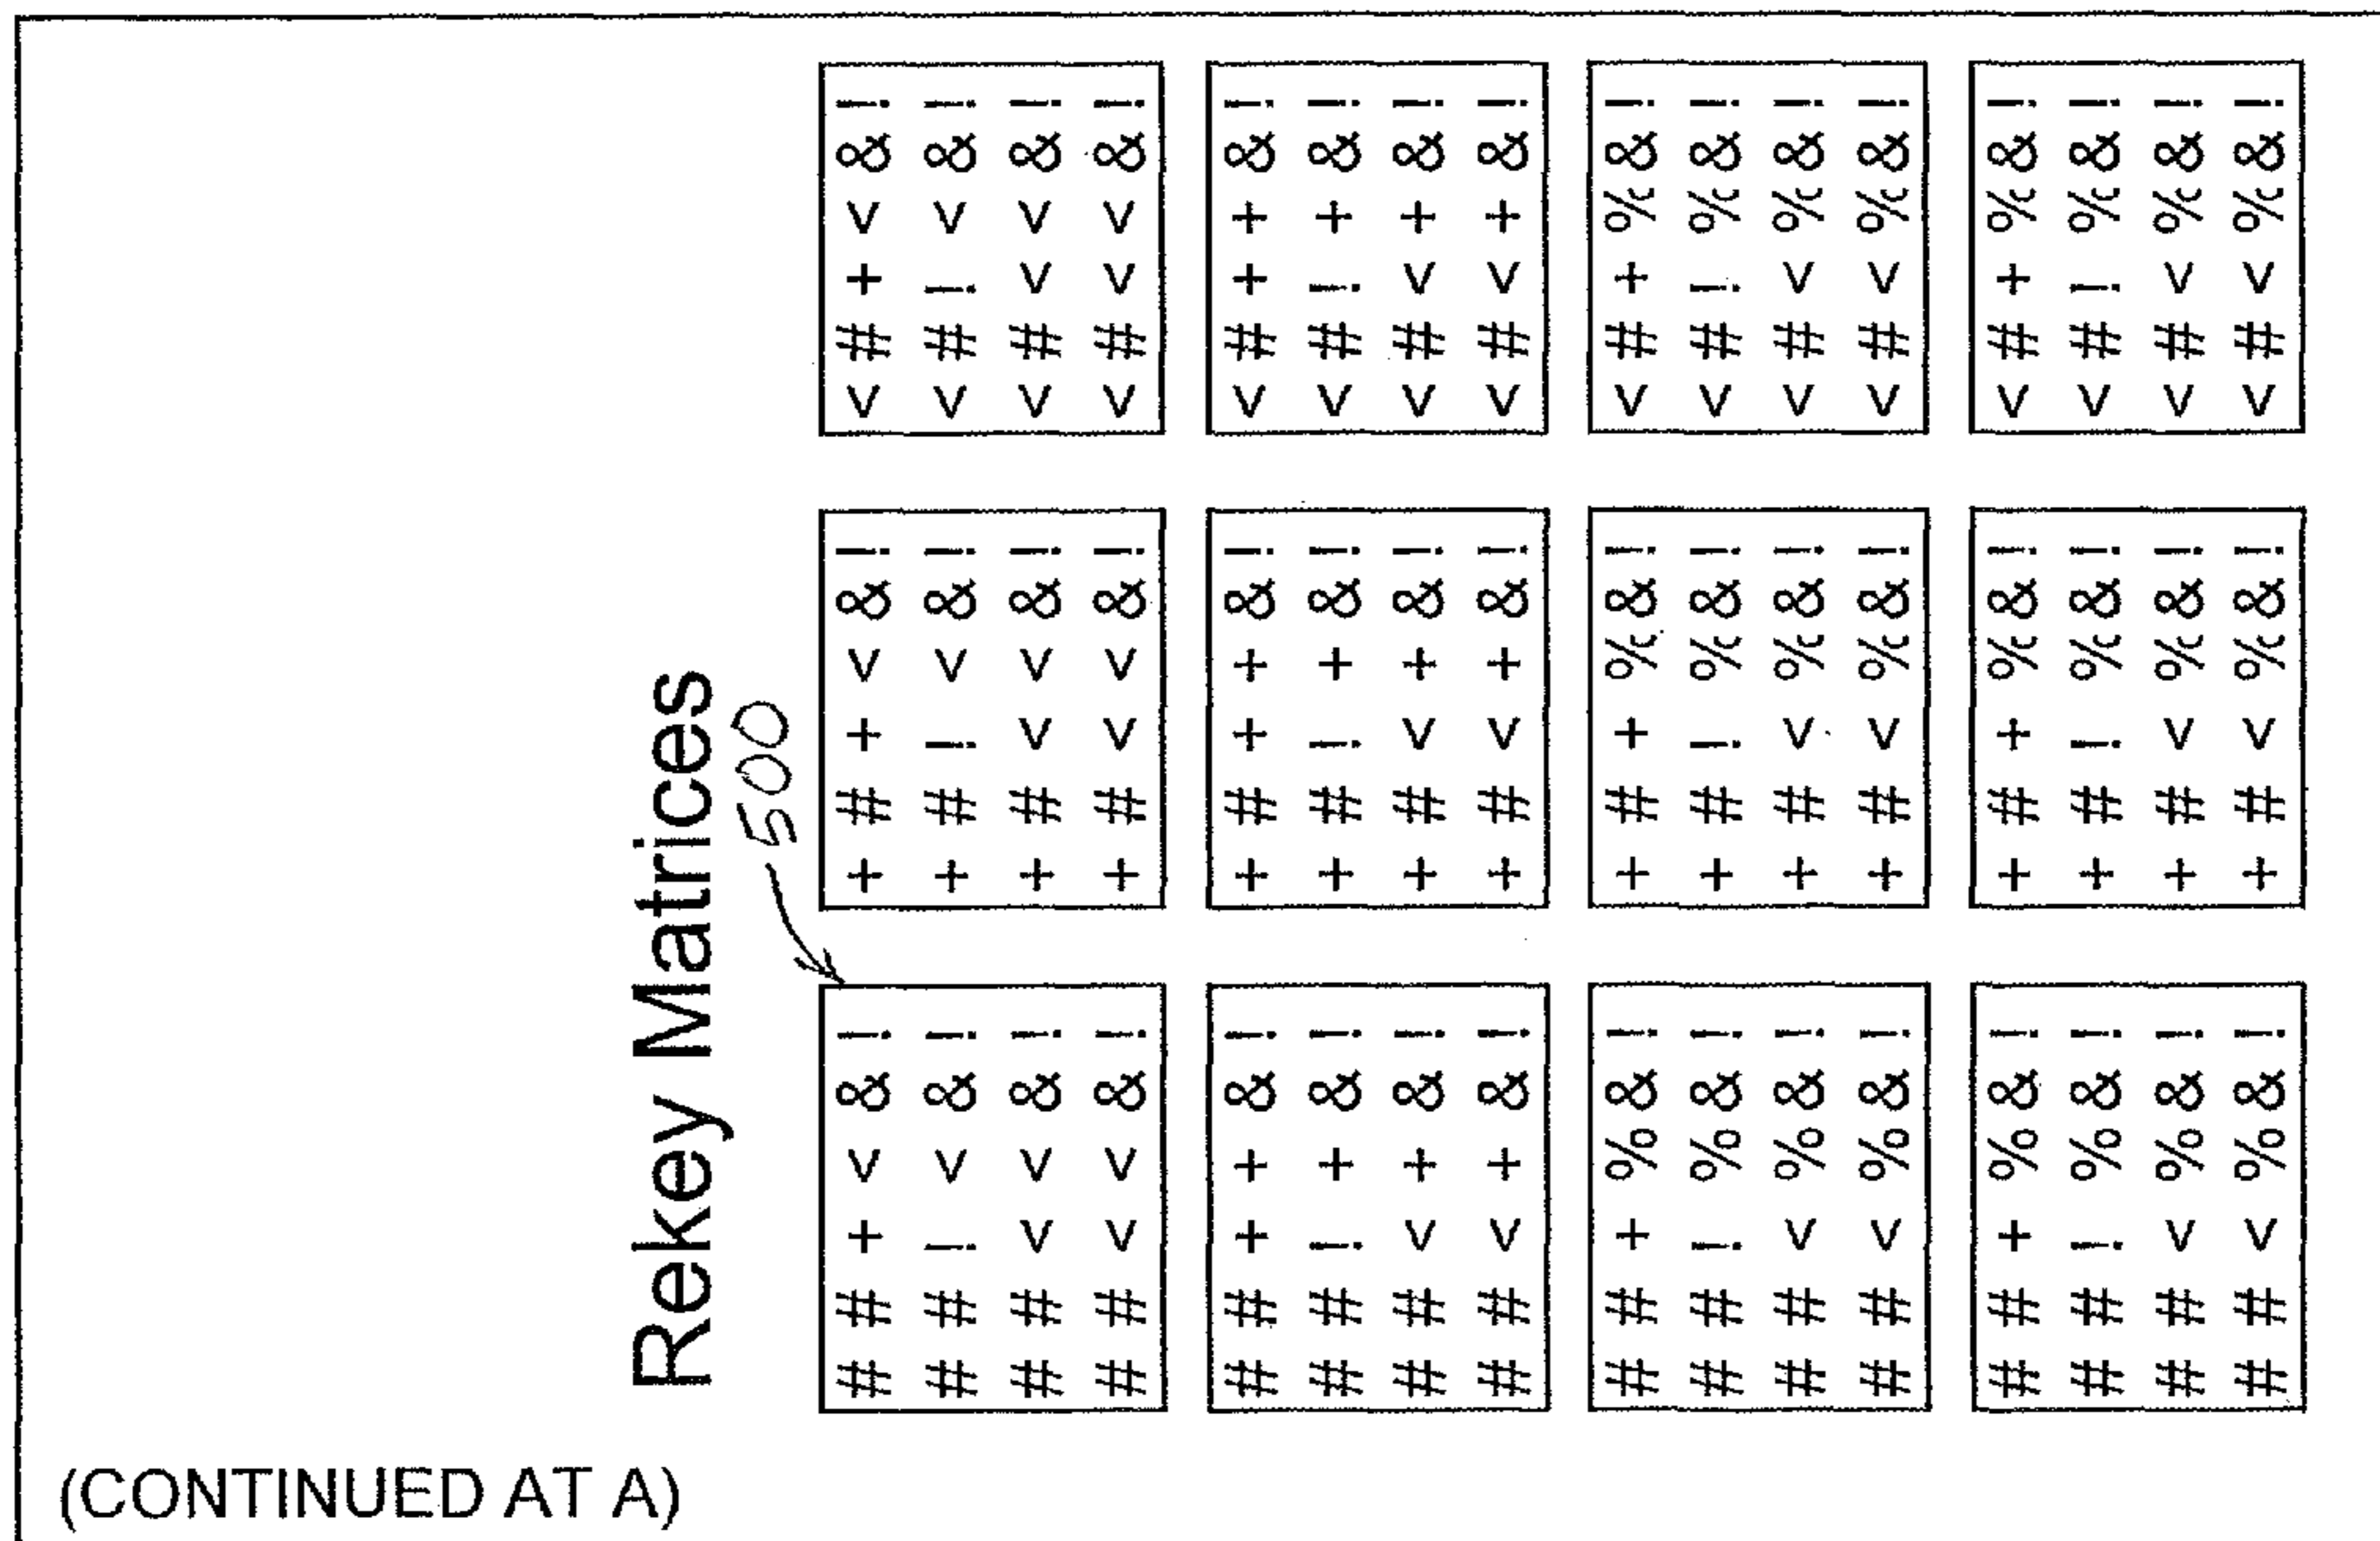 Rekey Matrices
500
# # + < & ! + # + < & ! < # + < & !
# # ! < & ! + # ! < & ! < # ! < & !
# # < < & ! + # < < & ! < # < < & !
# # < < & ! + # < < & ! < # < < & !
# # + + & ! + # + + & ! < # + + & !
# # ! + & ! + # ! + & ! < # ! + & !
# # < + & ! + # < + & ! < # < + & !
# # < + & ! + # < + & ! < # < + & !
# # + % & ! + # + % & ! < # + % & !
# # ! % & ! + # ! % & ! < # ! % & !
# # < % & ! + # < % & ! < # < % & !
# # < % & ! + # < % & ! < # < % & !
# # + % & ! + # + % & ! < # + % & !
# # ! % & ! + # ! % & ! < # ! % & !
# # < % & ! + # < % & ! < # < % & !
# # < % & ! + # < % & ! < # < % & !
(CONTINUED AT A)